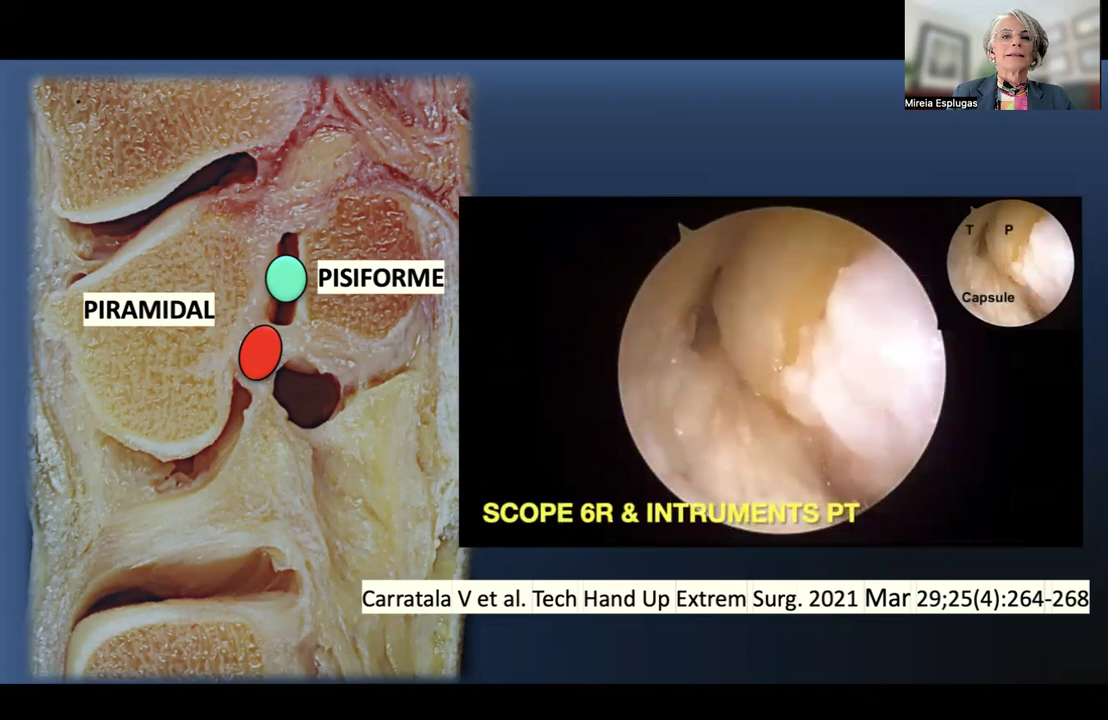 Mireia Esplugas
PISIFORME
PIRAMIDAL
T P
Capsule
SCOPE 6R & INTRUMENTS PT
Carratala V et al. Tech Hand Up Extrem Surg. 2021 Mar 29;25(4):264-268